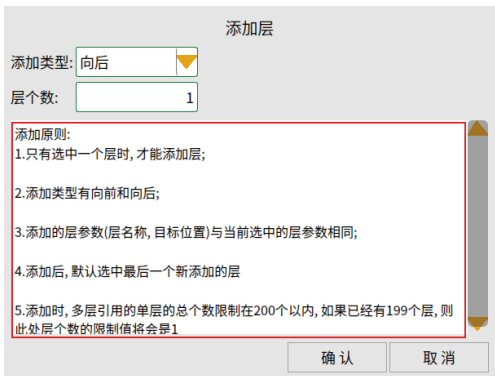 添加层
添加类型: 向后
层个数: 1
添加原则:
1.只有选中一个层时, 才能添加层;
2.添加类型有向前和向后;
3.添加的层参数(层名称, 目标位置)与当前选中的层参数相同;
4.添加后, 默认选中最后一个新添加的层
5.添加时, 多层引用的单层的总个数限制在200个以内, 如果已经有199个层, 则
此处层个数的限制值将会是1
确 认 取 消